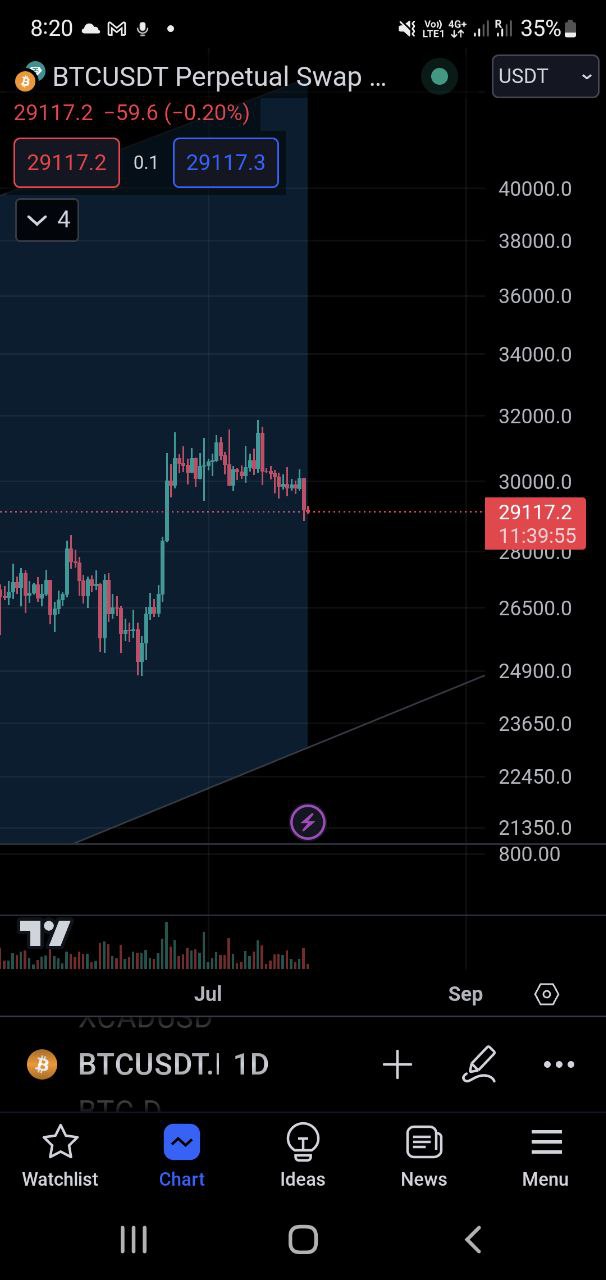 8:20
Vo)) 4G+ R 35%
LTE1
BTCUSDT Perpetual Swap ...
USDT
29117.2 −59.6 (−0.20%)
29117.2 0.1 29117.3
4
40000.0
38000.0
36000.0
34000.0
32000.0
30000.0
29117.2
11:39:55
28000.0
26500.0
24900.0
23650.0
22450.0
21350.0
800.00
Jul Sep
XCADUSD
BTCUSDT.I 1D
BTC.D
Watchlist Chart Ideas News Menu